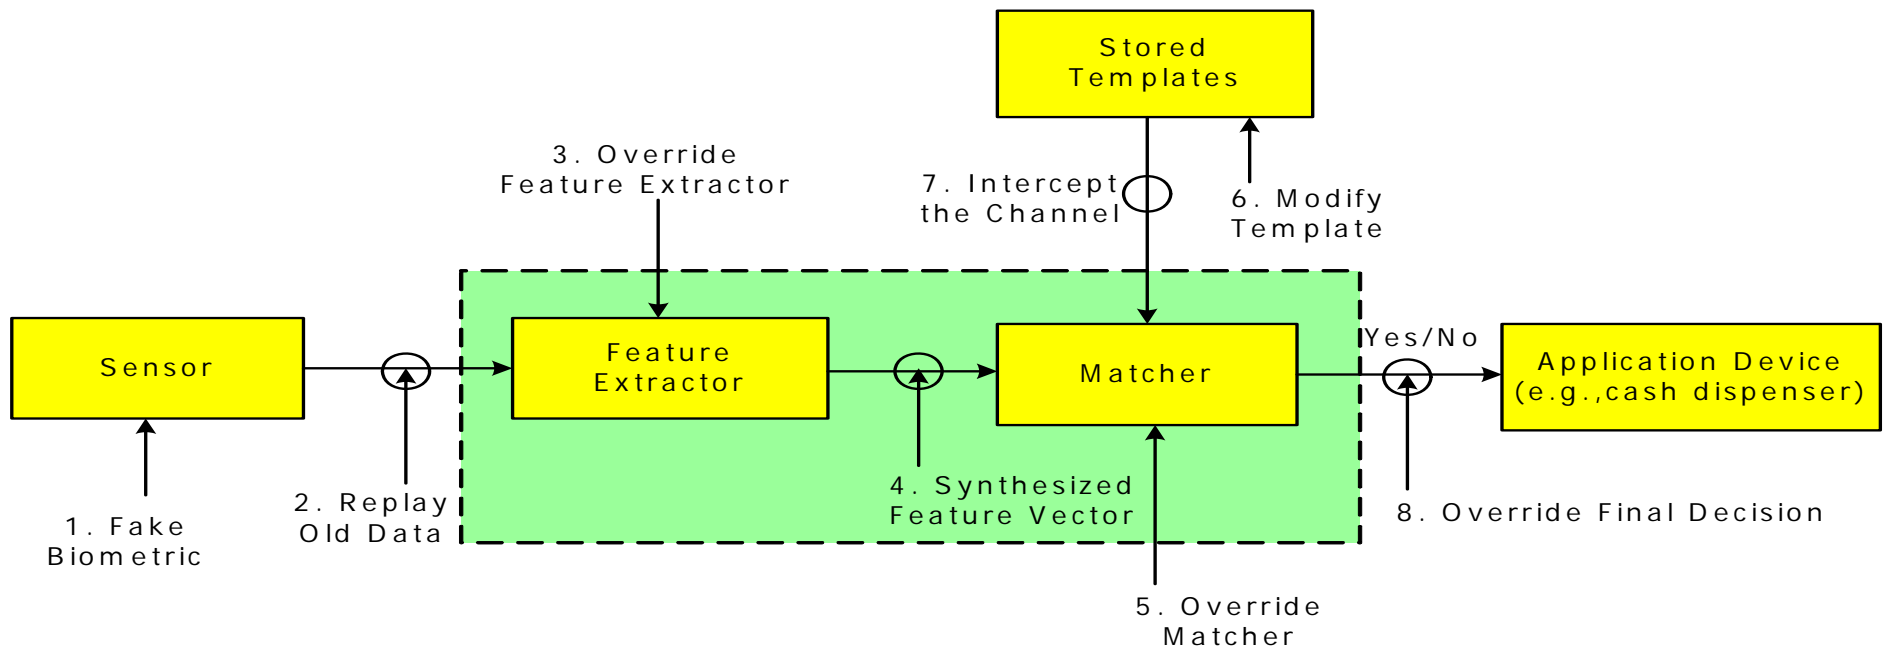 Stored
Templates
3. Override
Feature Extractor
7. Intercept
the Channel
6. Modify
Template
Sensor
Feature
Extractor
Matcher
Yes/No
Application Device
(e.g.,cash dispenser)
1. Fake
Biometric
2. Replay
Old Data
4. Synthesized
Feature Vector
8. Override Final Decision
5. Override
Matcher